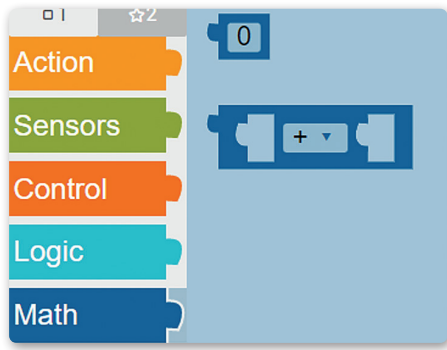 1 2
Action
0
Sensors
+
Control
Logic
Math